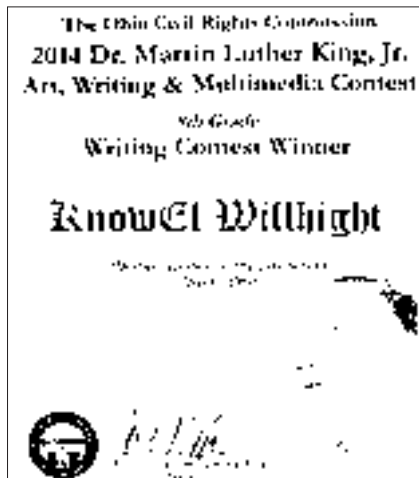 The Ohio Civil Rights Commission
2014 Dr. Martin Luther King, Jr.
Art, Writing & Multimedia Contest
8th Grade
Writing Contest Winner
KnowEl Willhight